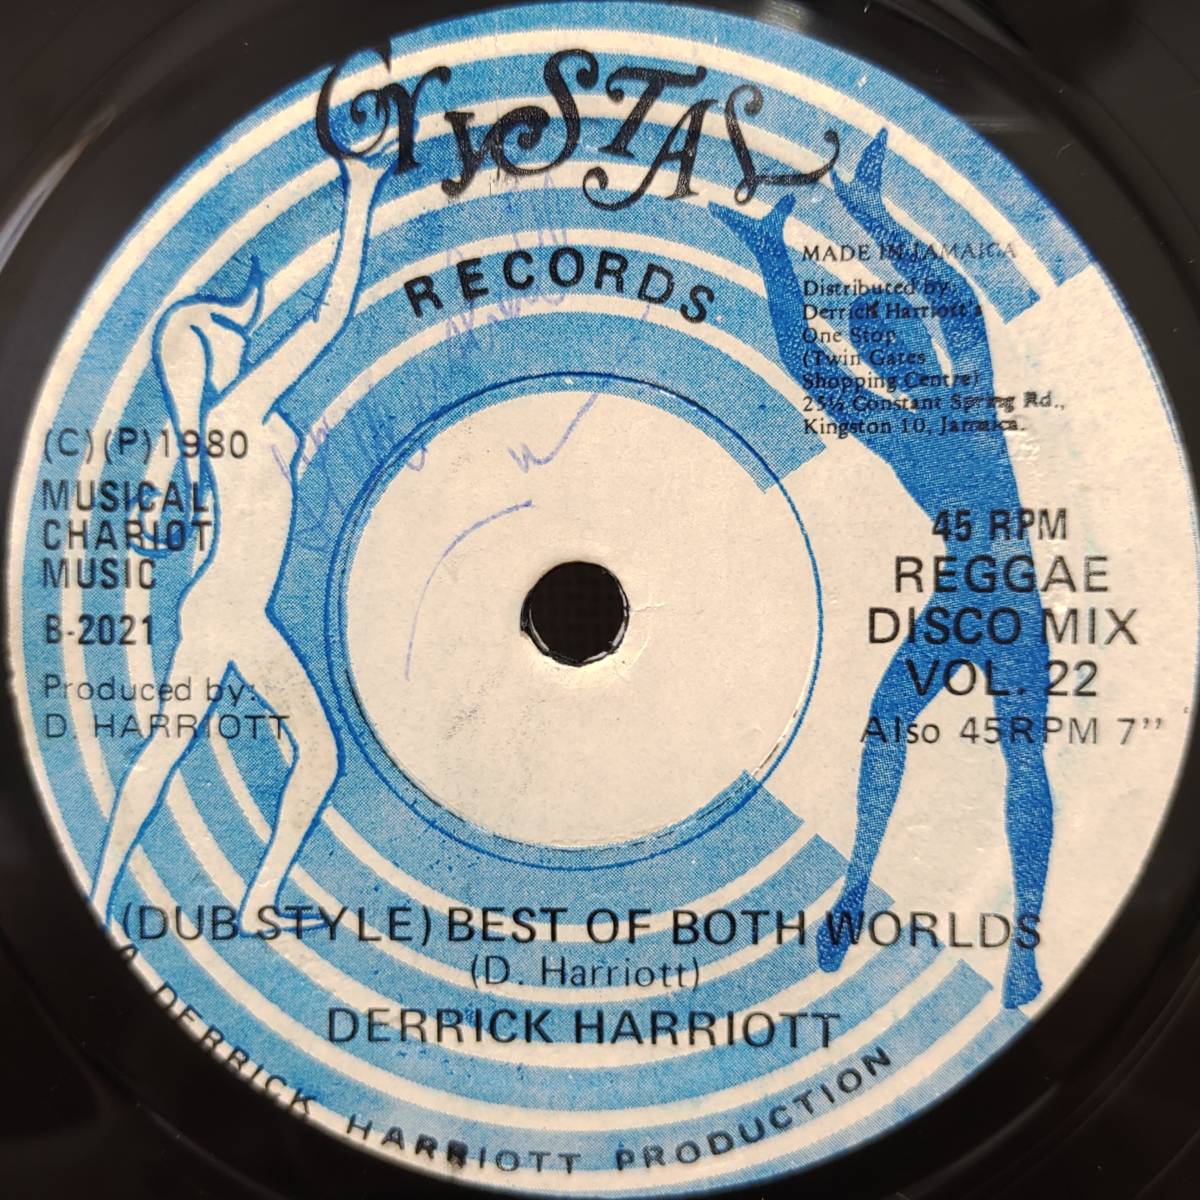 CRYSTAL
RECORDS
MADE IN JAMAICA
Distributed by:
Derrick Harriott's
One Stop
(Twin Gates
Shopping Centre)
25½ Constant Spring Rd.,
Kingston 10, Jamaica.
(C)(P)1980
MUSICAL
CHARIOT
MUSIC
B-2021
Produced by:
D. HARRIOTT
45 RPM
REGGAE
DISCO MIX
VOL. 22
Also 45RPM 7"
(DUB STYLE) BEST OF BOTH WORLDS
(D. Harriott)
DERRICK HARRIOTT
A DERRICK HARRIOTT PRODUCTION